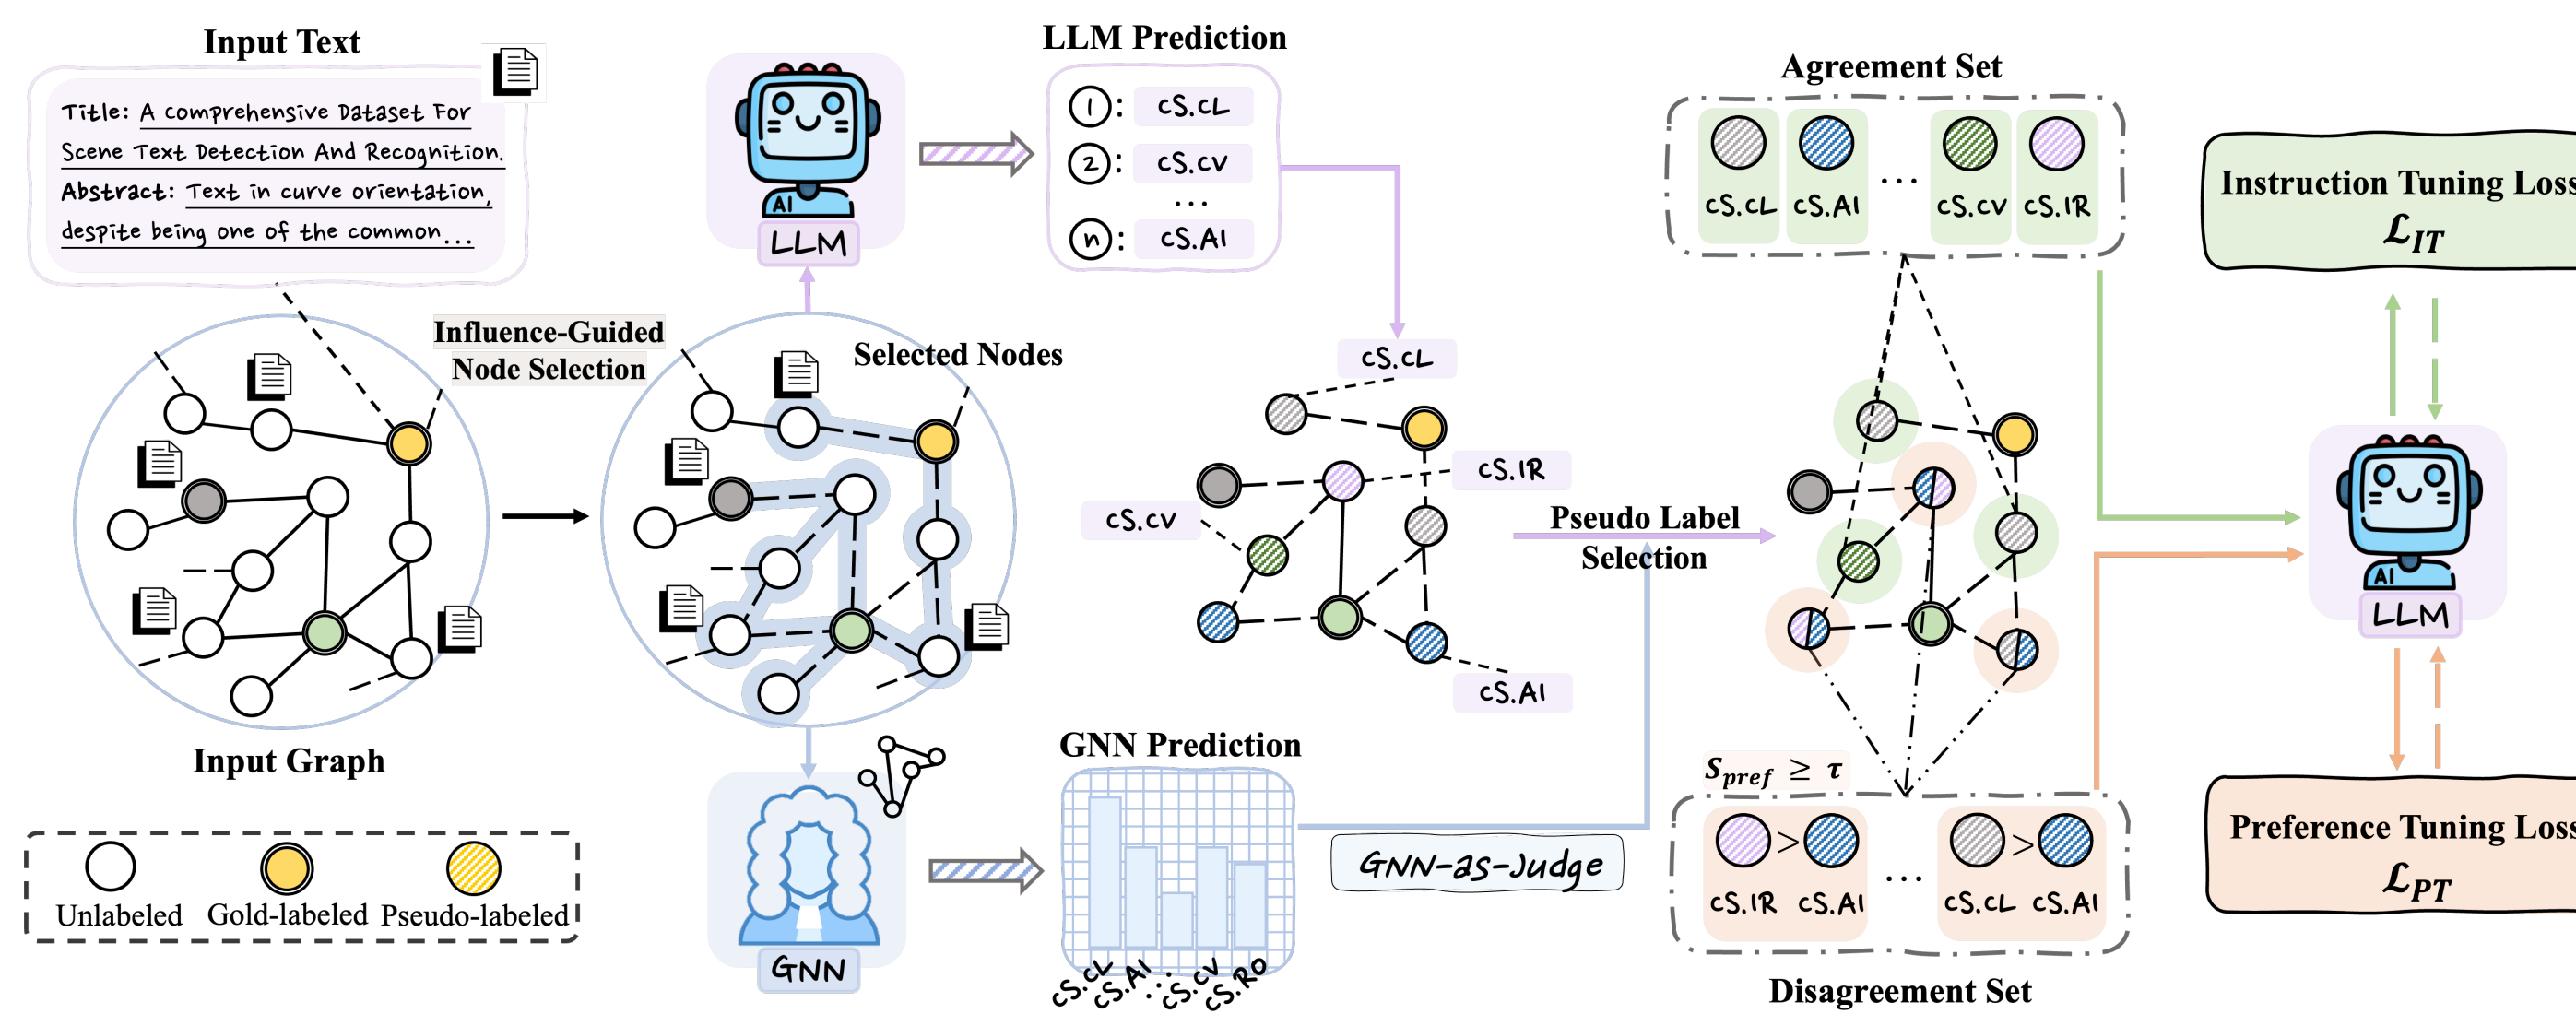 Input Text
Title: A comprehensive Dataset For
Scene Text Detection And Recognition.
Abstract: Text in curve orientation,
despite being one of the common...
Influence-Guided
Node Selection
Input Graph
Unlabeled
Gold-labeled
Pseudo-labeled
AI
LLM
Selected Nodes
GNN
LLM Prediction
1: cS.CL
2: cS.CV
...
n: cS.AI
cS.CL
cS.IR
cS.CV
cS.AI
GNN Prediction
cS.CL
cS.AI
...
cS.CV
cS.RO
GNN-as-Judge
Pseudo Label
Selection
Agreement Set
cS.CL cS.AI ... cS.CV cS.IR
S_pref ≥ τ
> ... >
cS.IR cS.AI cS.CL cS.AI
Disagreement Set
Instruction Tuning Loss
ℒ_IT
AI
LLM
Preference Tuning Loss
ℒ_PT